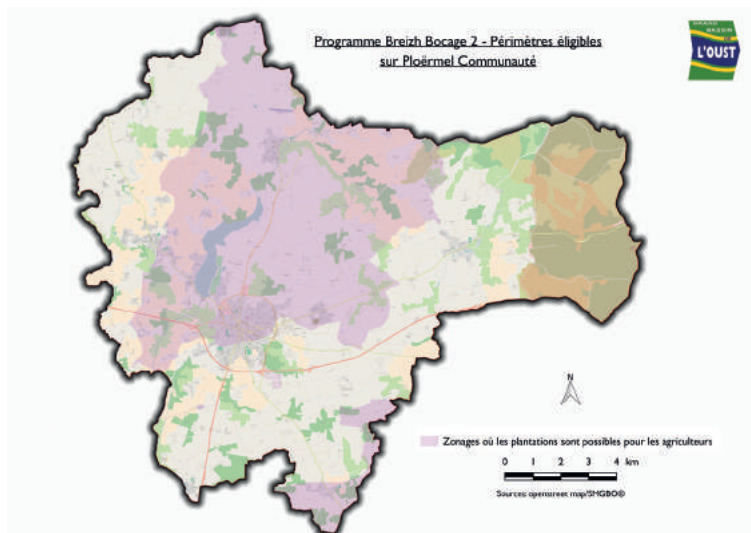 Programme Breizh Bocage 2 - Périmètres éligibles
sur Ploërmel Communauté
GRAND
BASSIN
DE
L'OUST
N
Zonages où les plantations sont possibles pour les agriculteurs
0 1 2 3 4 km
Sources: openstreet map/SMGBO®